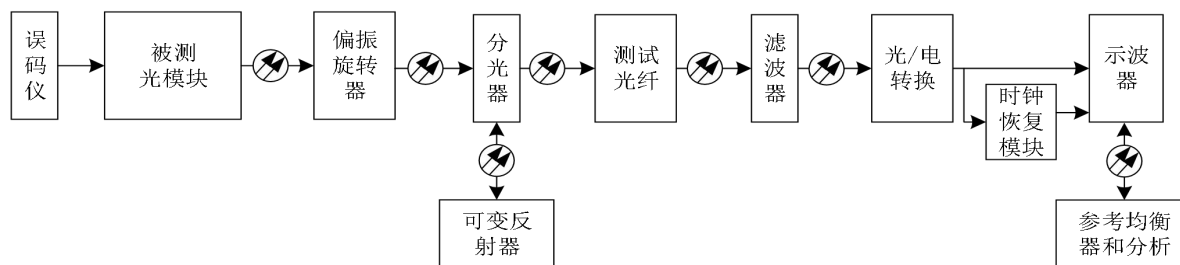 误
码
仪
被测
光模块
偏振
旋转
器
分
光
器
测试
光纤
滤
波
器
光/电
转换
时钟
恢复
模块
示波
器
可变反
射器
参考均衡
器和分析